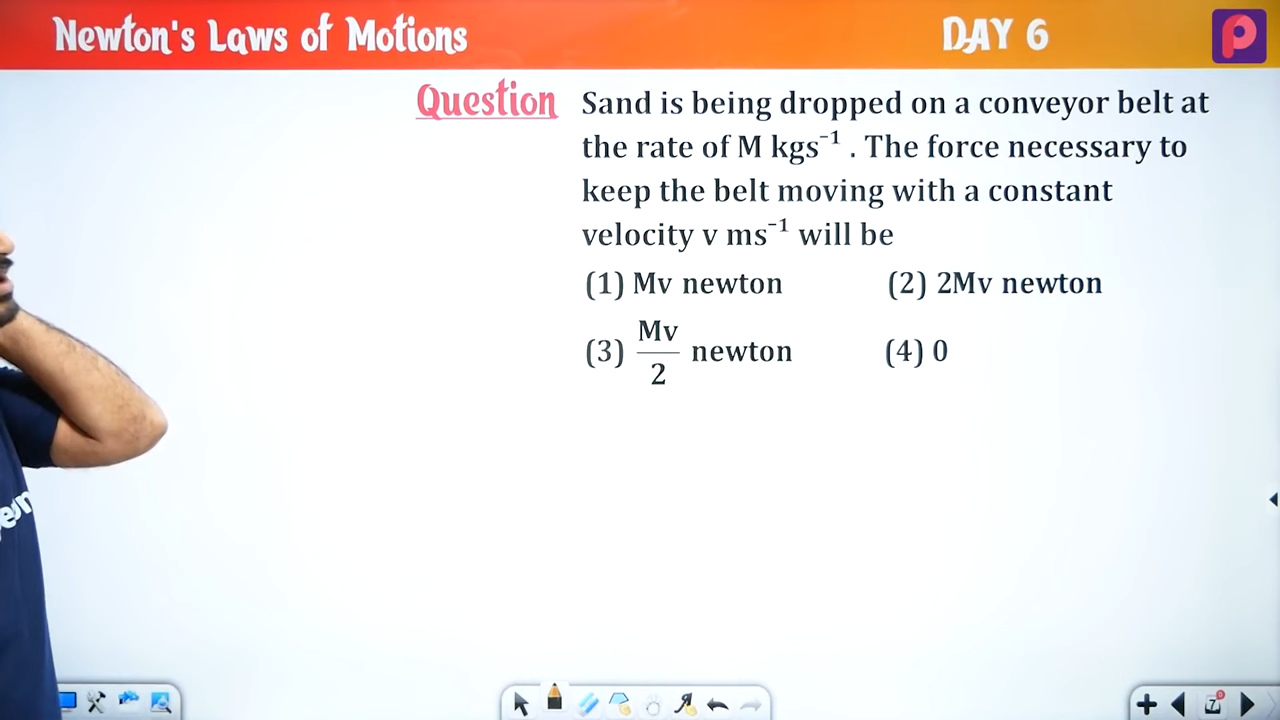 Newton's Laws of Motions
DAY 6
Question
Sand is being dropped on a conveyor belt at
the rate of M kgs⁻¹ . The force necessary to
keep the belt moving with a constant
velocity v ms⁻¹ will be
(1) Mv newton (2) 2Mv newton
(3) Mv/2 newton (4) 0